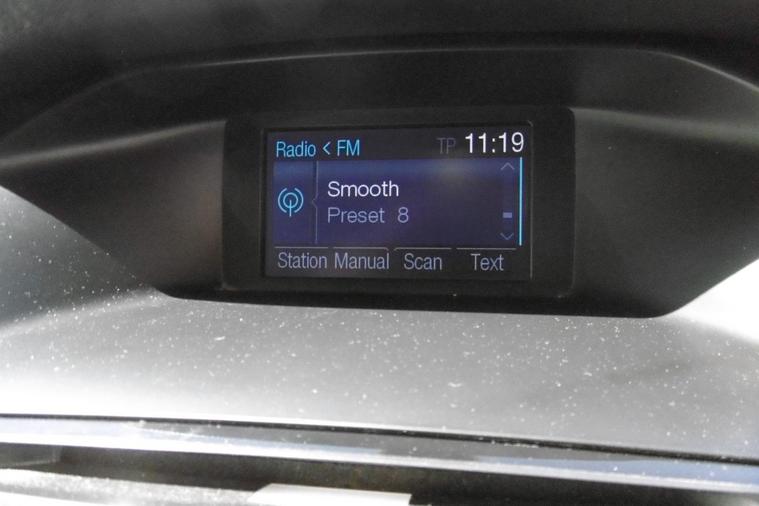 Radio < FM TP 11:19
Smooth
Preset 8
Station Manual Scan Text